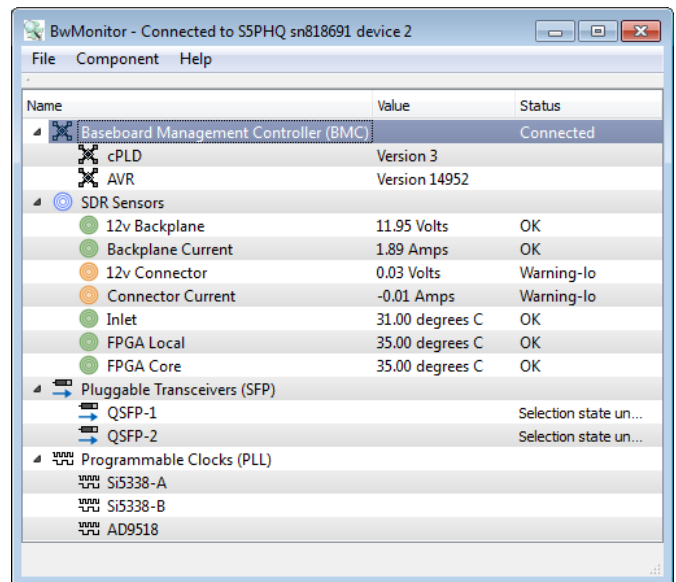 BwMonitor - Connected to S5PHQ sn818691 device 2
File Component Help
Name Value Status
Baseboard Management Controller (BMC) Connected
cPLD Version 3
AVR Version 14952
SDR Sensors
12v Backplane 11.95 Volts OK
Backplane Current 1.89 Amps OK
12v Connector 0.03 Volts Warning-lo
Connector Current -0.01 Amps Warning-lo
Inlet 31.00 degrees C OK
FPGA Local 35.00 degrees C OK
FPGA Core 35.00 degrees C OK
Pluggable Transceivers (SFP)
QSFP-1 Selection state un...
QSFP-2 Selection state un...
Programmable Clocks (PLL)
Si5338-A
Si5338-B
AD9518